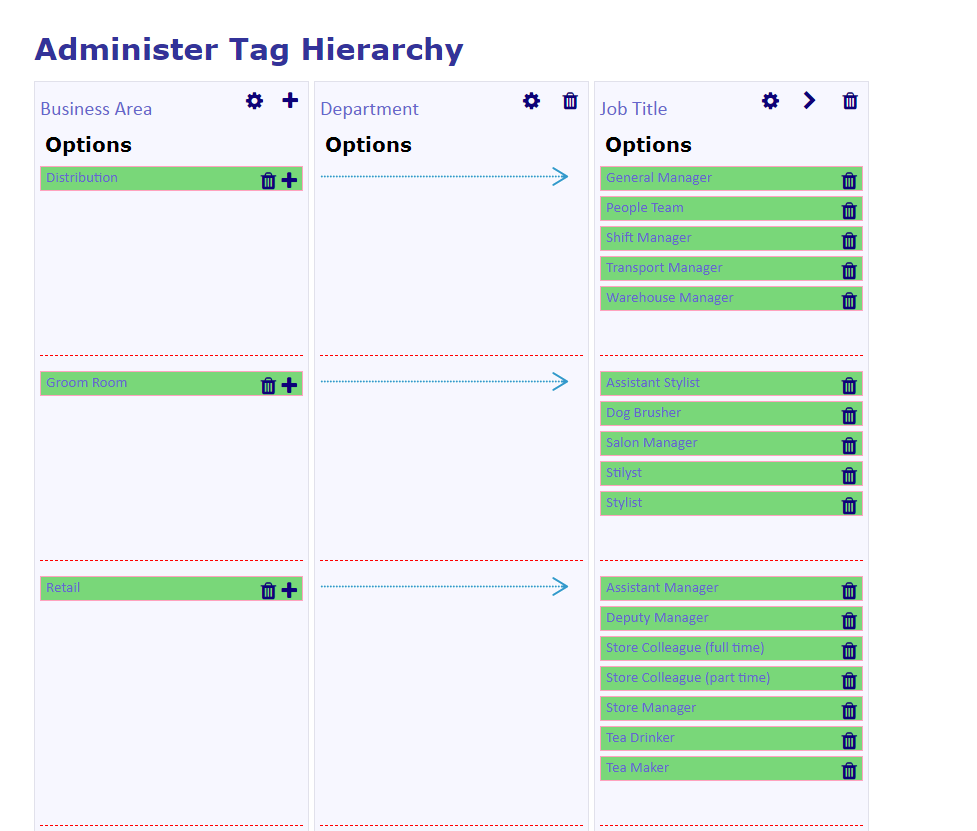 Administer Tag Hierarchy
Business Area
Department
Job Title
Options
Options
Options
Distribution
General Manager
People Team
Shift Manager
Transport Manager
Warehouse Manager
Groom Room
Assistant Stylist
Dog Brusher
Salon Manager
Stilyst
Stylist
Retail
Assistant Manager
Deputy Manager
Store Colleague (full time)
Store Colleague (part time)
Store Manager
Tea Drinker
Tea Maker